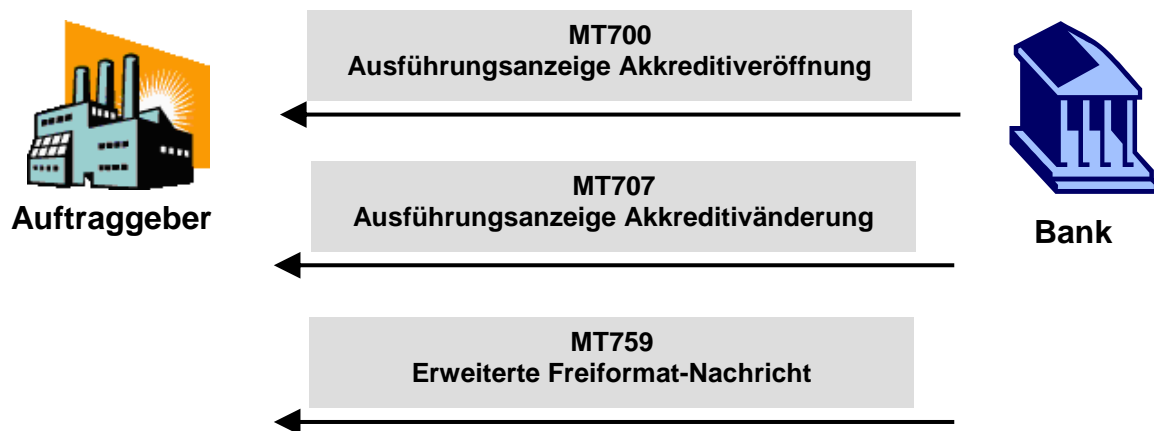 MT700
Ausführungsanzeige Akkreditiveröffnung
MT707
Ausführungsanzeige Akkreditivänderung
Auftraggeber
Bank
MT759
Erweiterte Freiformat-Nachricht